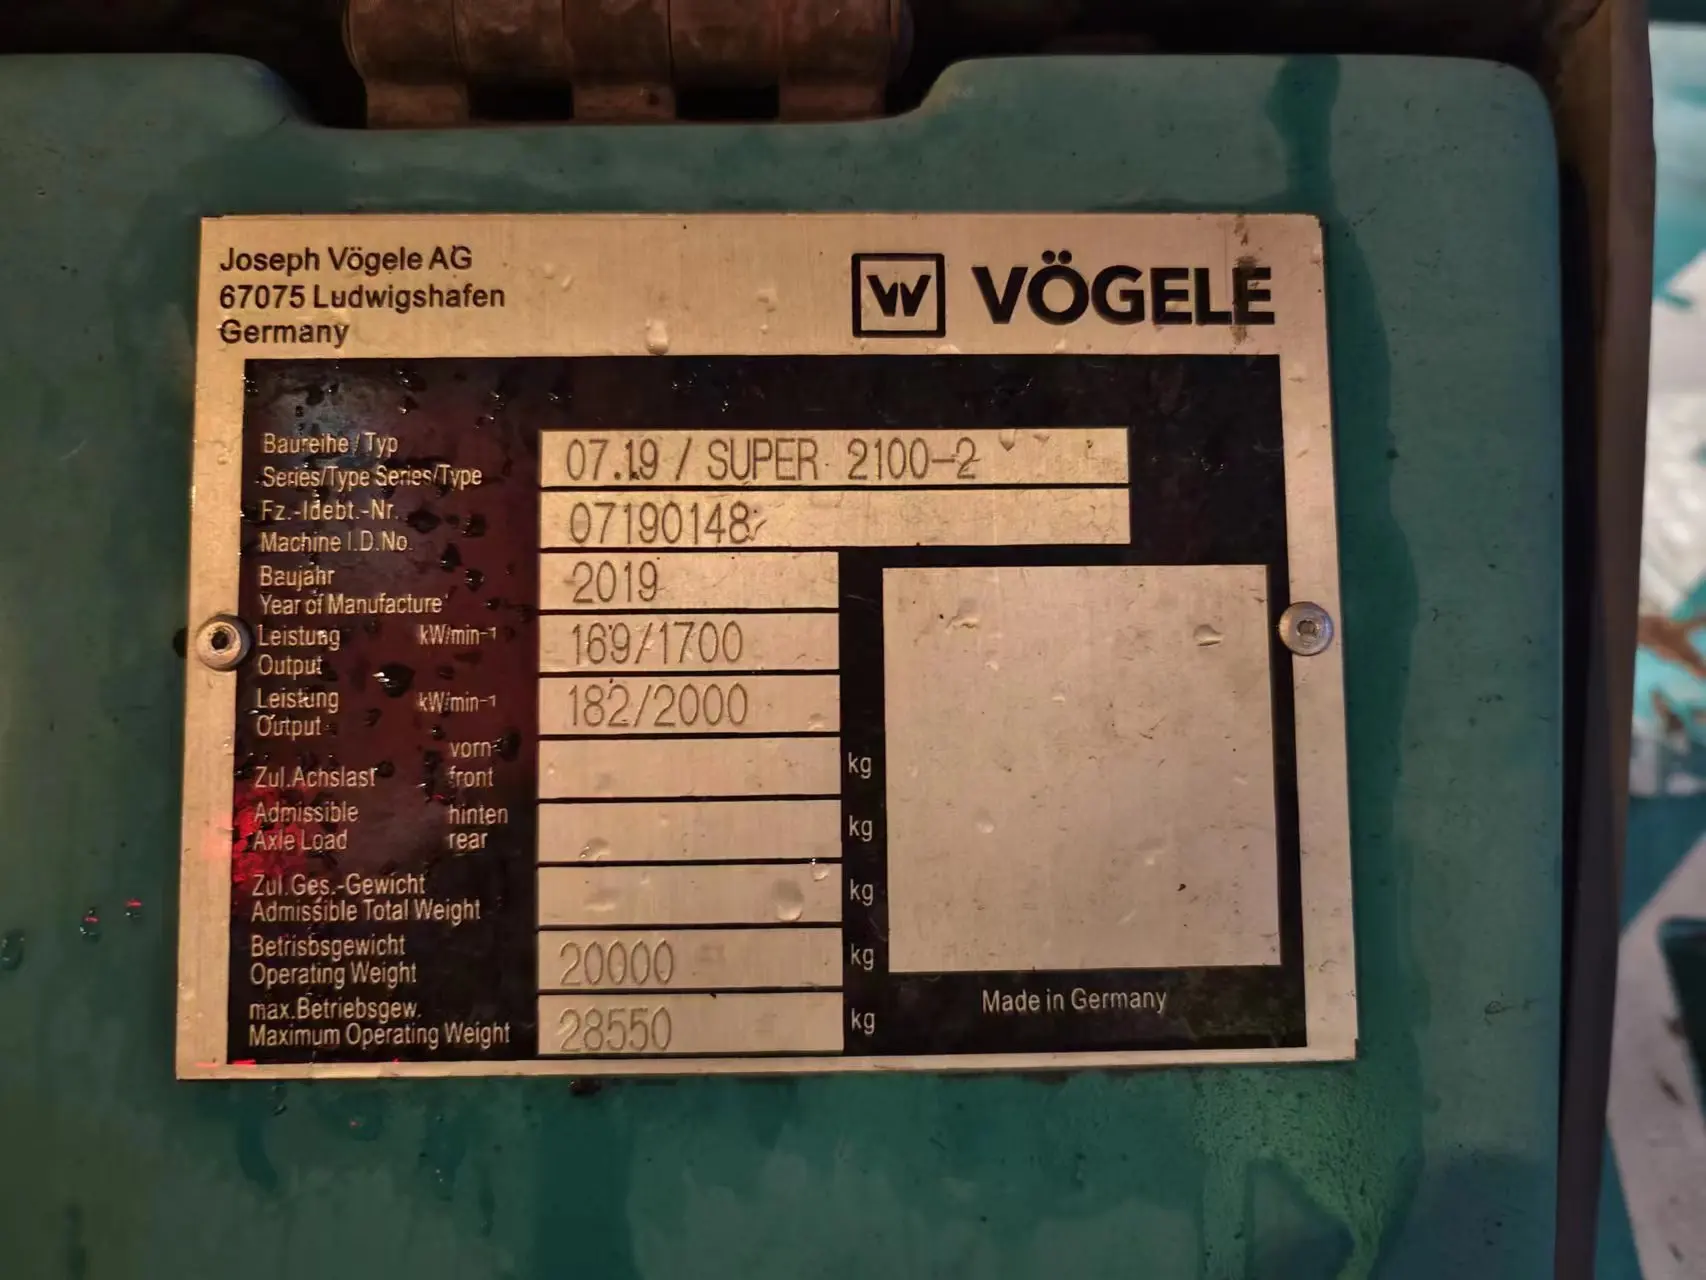 Joseph Vögele AG
67075 Ludwigshafen
Germany
W VÖGELE
Baureihe/Typ
Series/Type Series/Type
07.19 / SUPER 2100-2
Fz.-Idebt.-Nr.
Machine I.D.No.
07190148
Baujahr
Year of Manufacture
2019
Leistung kW/min-1
Output
169/1700
Leistung kW/min-1
Output
182/2000
vorn
Zul.Achslast front
kg
Admissible hinten
Axle Load rear
kg
Zul.Ges.-Gewicht
Admissible Total Weight
kg
Betrisbsgewicht
Operating Weight
20000 kg
max.Betriebsgew.
Maximum Operating Weight
28550 kg
Made in Germany